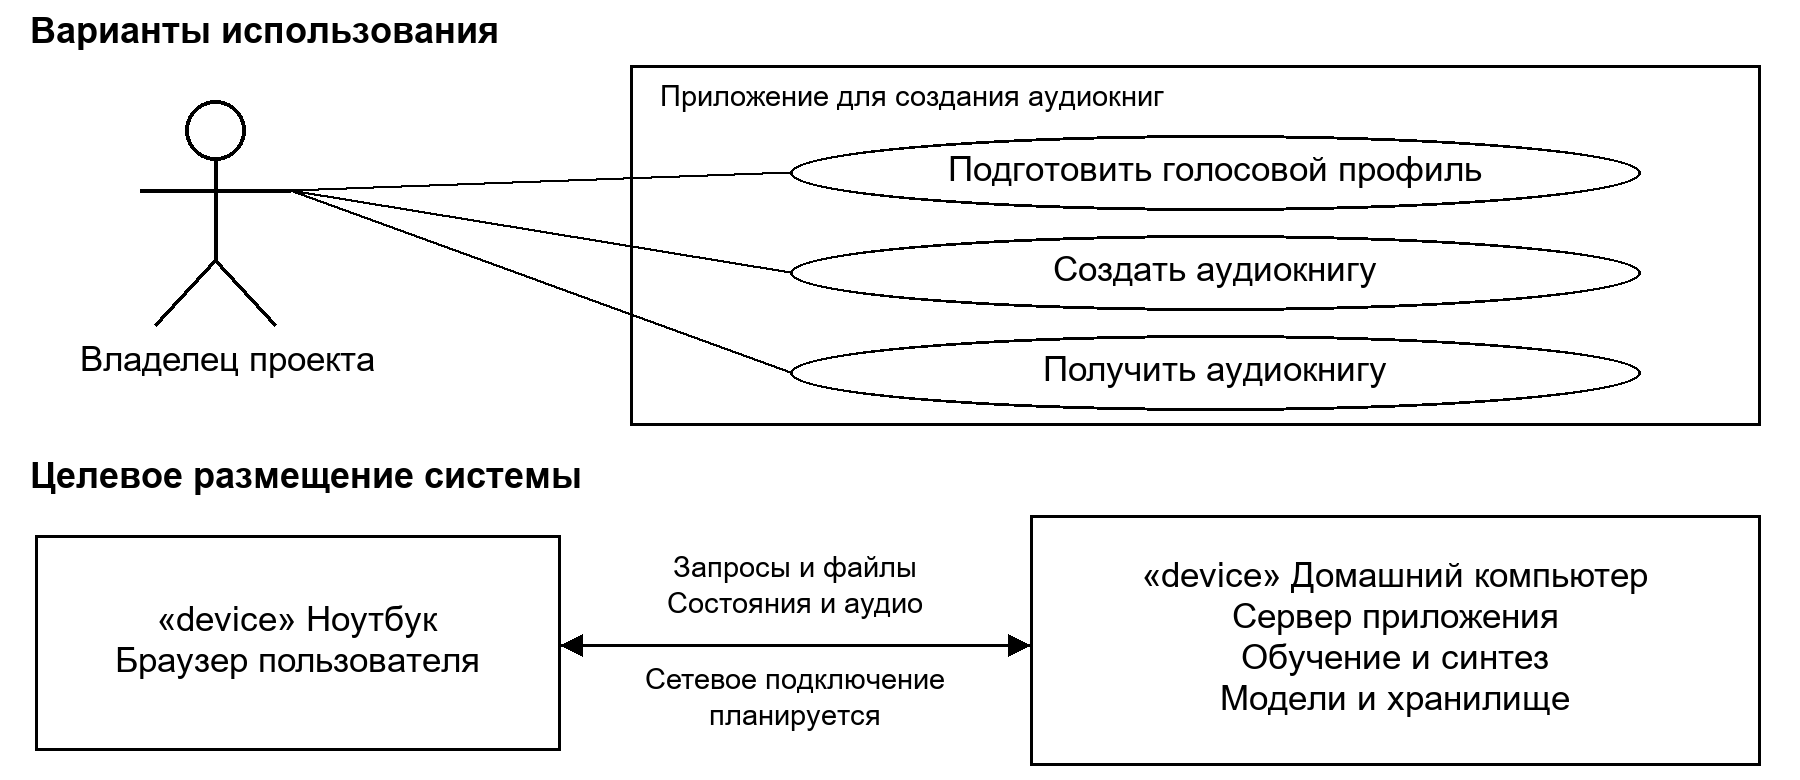 Варианты использования
Приложение для создания аудиокниг
Подготовить голосовой профиль
Создать аудиокнигу
Получить аудиокнигу
Владелец проекта
Целевое размещение системы
«device» Ноутбук
Браузер пользователя
Запросы и файлы
Состояния и аудио
Сетевое подключение
планируется
«device» Домашний компьютер
Сервер приложения
Обучение и синтез
Модели и хранилище